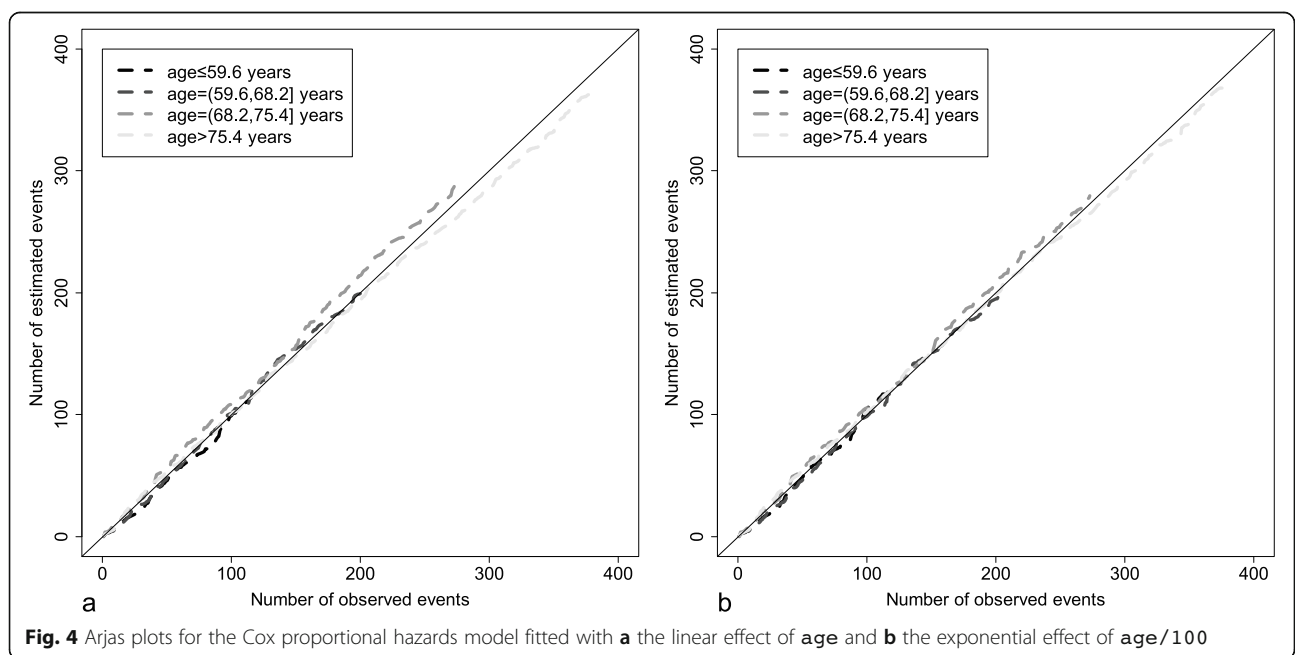 400
300
200
100
0
Number of estimated events
age≤59.6 years
age=(59.6,68.2] years
age=(68.2,75.4] years
age>75.4 years
0 100 200 300 400
a
Number of observed events
400
300
200
100
0
Number of estimated events
age≤59.6 years
age=(59.6,68.2] years
age=(68.2,75.4] years
age>75.4 years
0 100 200 300 400
b
Number of observed events
Fig. 4 Arjas plots for the Cox proportional hazards model fitted with a the linear effect of age and b the exponential effect of age/100